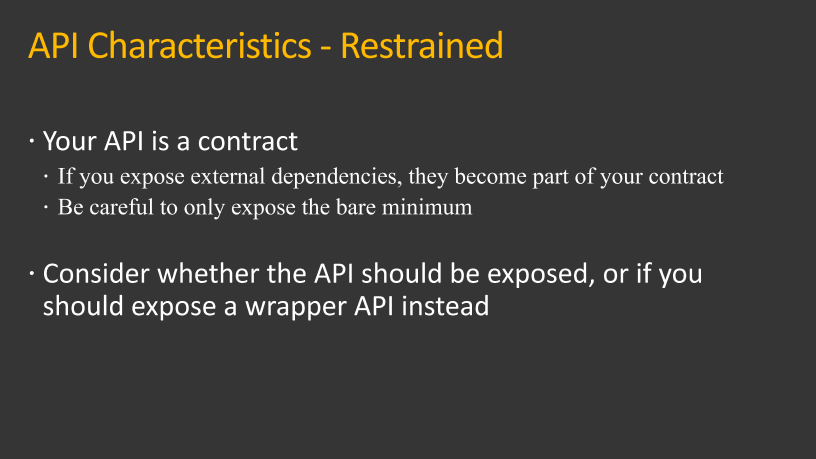 API Characteristics - Restrained
· Your API is a contract
· If you expose external dependencies, they become part of your contract
· Be careful to only expose the bare minimum
· Consider whether the API should be exposed, or if you
should expose a wrapper API instead